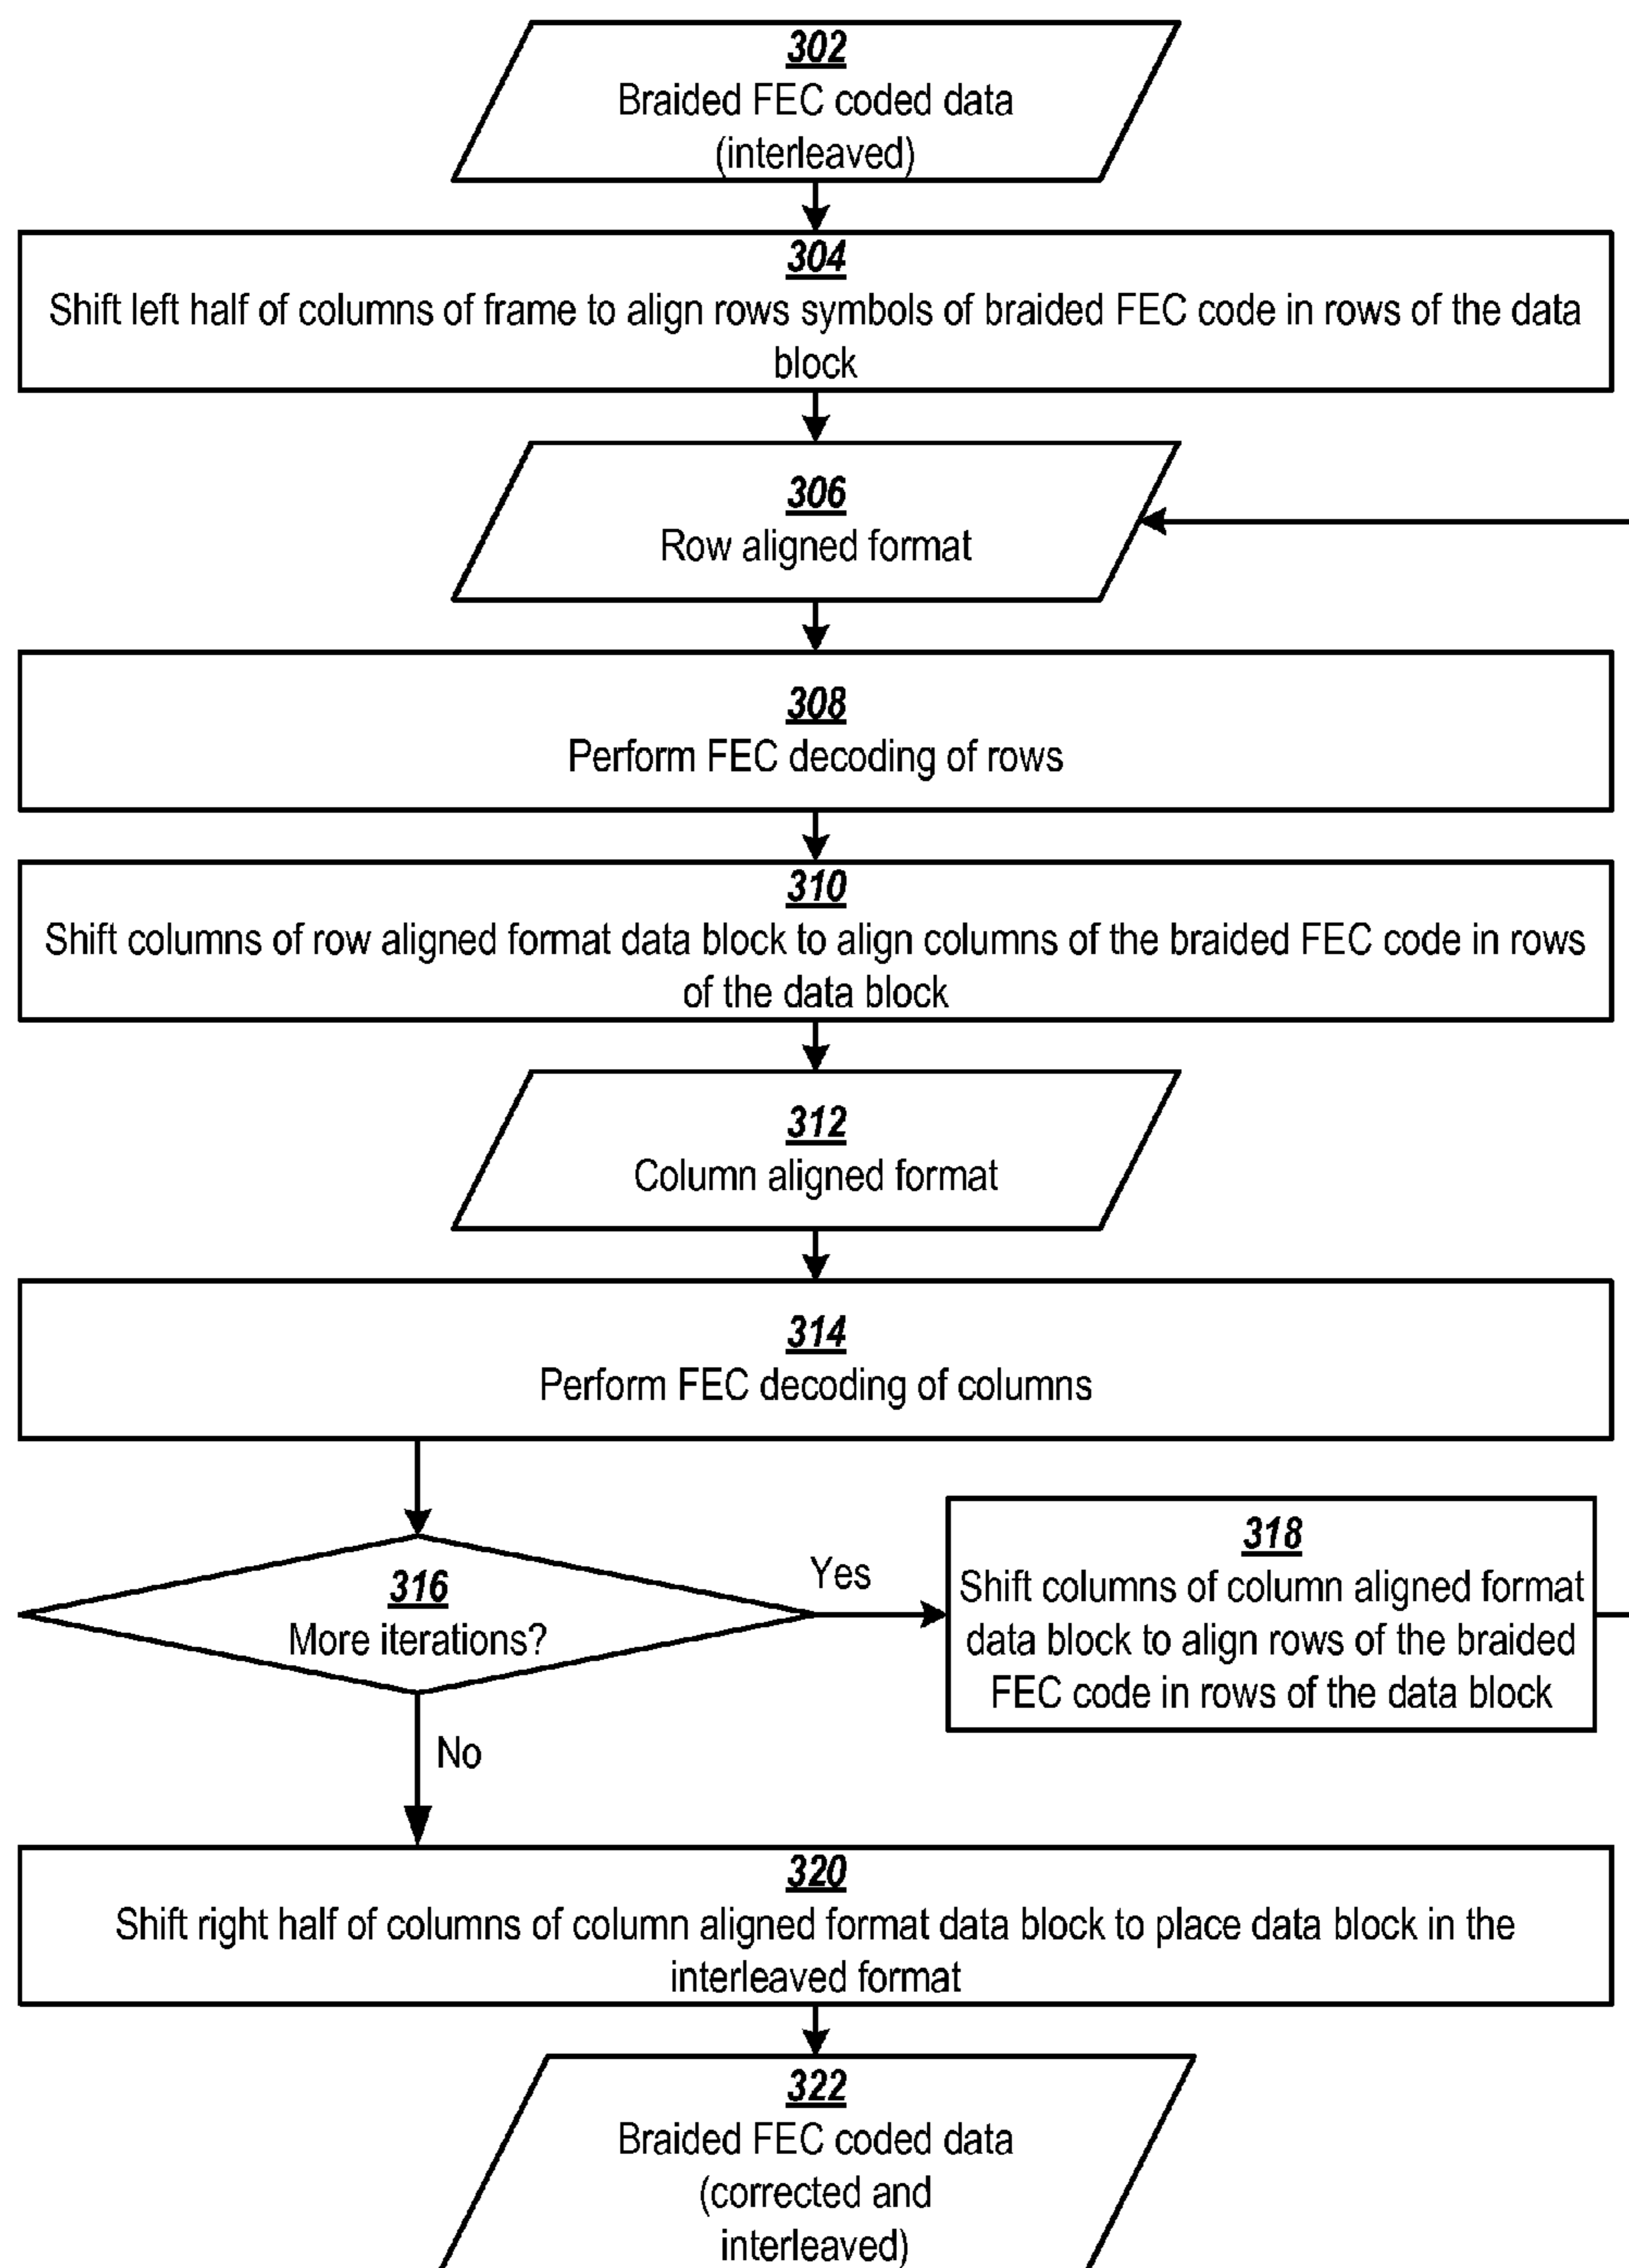 302
Braided FEC coded data
(interleaved)
304
Shift left half of columns of frame to align rows symbols of braided FEC code in rows of the data
block
306
Row aligned format
308
Perform FEC decoding of rows
310
Shift columns of row aligned format data block to align columns of the braided FEC code in rows
of the data block
312
Column aligned format
314
Perform FEC decoding of columns
316
More iterations?
Yes
318
Shift columns of column aligned format
data block to align rows of the braided
FEC code in rows of the data block
No
320
Shift right half of columns of column aligned format data block to place data block in the
interleaved format
322
Braided FEC coded data
(corrected and
interleaved)